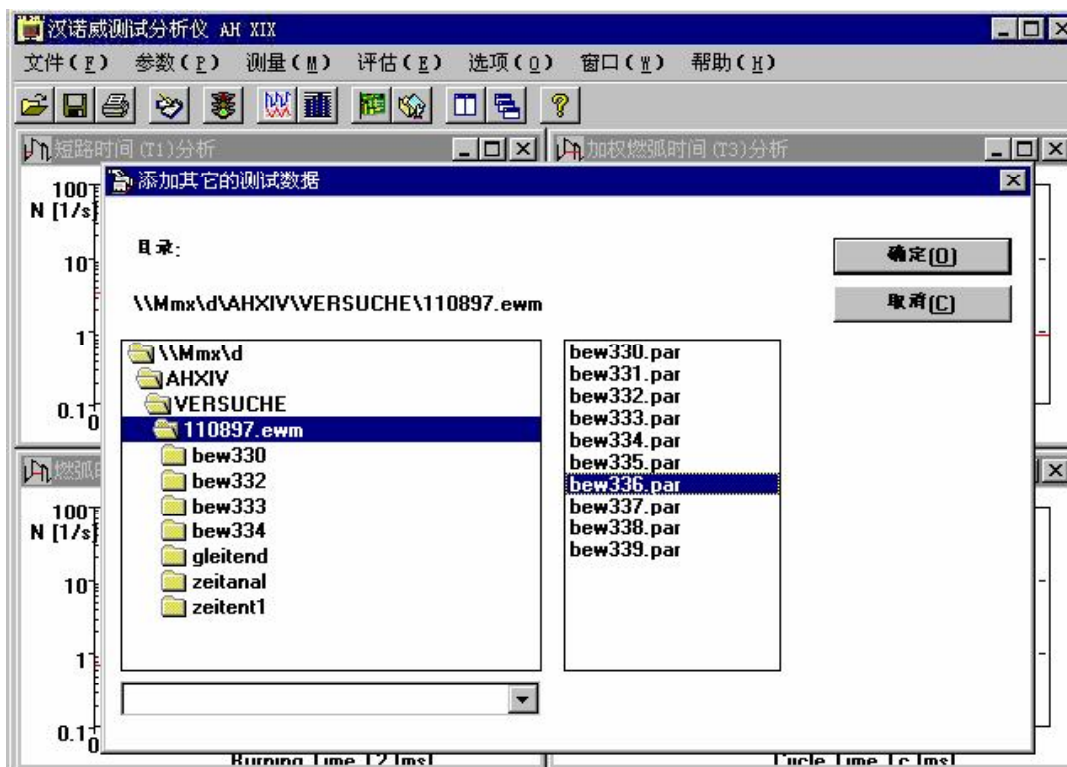 汉诺威测试分析仪 AH XIX
文件(F) 参数(P) 测量(M) 评估(E) 选项(O) 窗口(W) 帮助(H)
短路时间(T1)分析
加权燃弧时间(T3)分析
添加其它的测试数据
100
N [1/s]
10
1
0.1
0
目录:
\\Mmx\d\AHXIV\VERSUCHE\110897.ewm
确定(O)
取消(C)
\\Mmx\d
AHXIV
VERSUCHE
110897.ewm
bew330
bew332
bew333
bew334
gleitend
zeitanal
zeitent1
bew330.par
bew331.par
bew332.par
bew333.par
bew334.par
bew335.par
bew336.par
bew337.par
bew338.par
bew339.par
燃弧
100
N [1/s]
10
1
0.1
0
Burning Time T2 [ms]
Cycle Time Tc [ms]